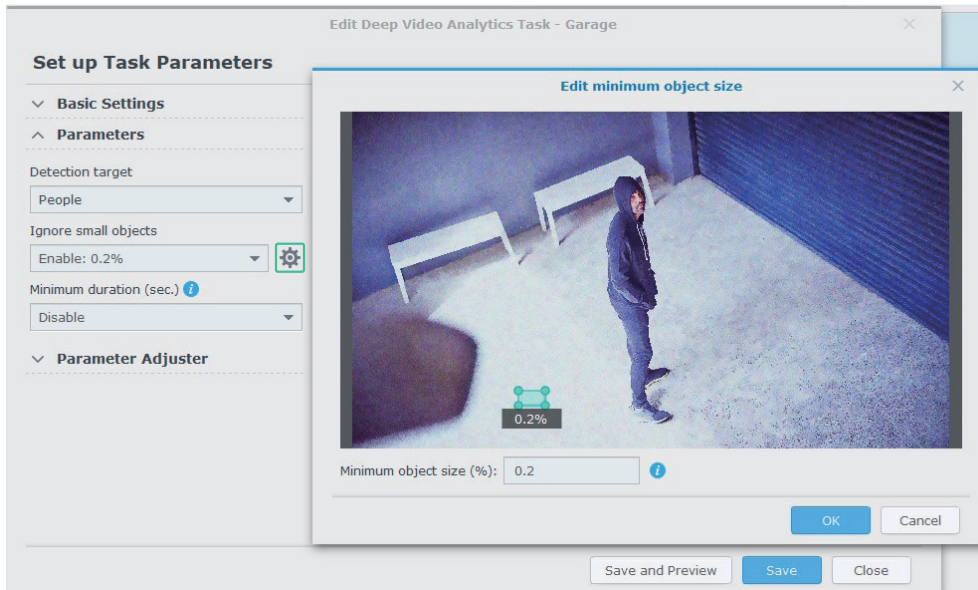 Edit Deep Video Analytics Task - Garage
Set up Task Parameters
Edit minimum object size
Basic Settings
Parameters
Detection target
People
Ignore small objects
Enable: 0.2%
Minimum duration (sec.)
Disable
Parameter Adjuster
0.2%
Minimum object size (%): 0.2
OK Cancel
Save and Preview Save Close